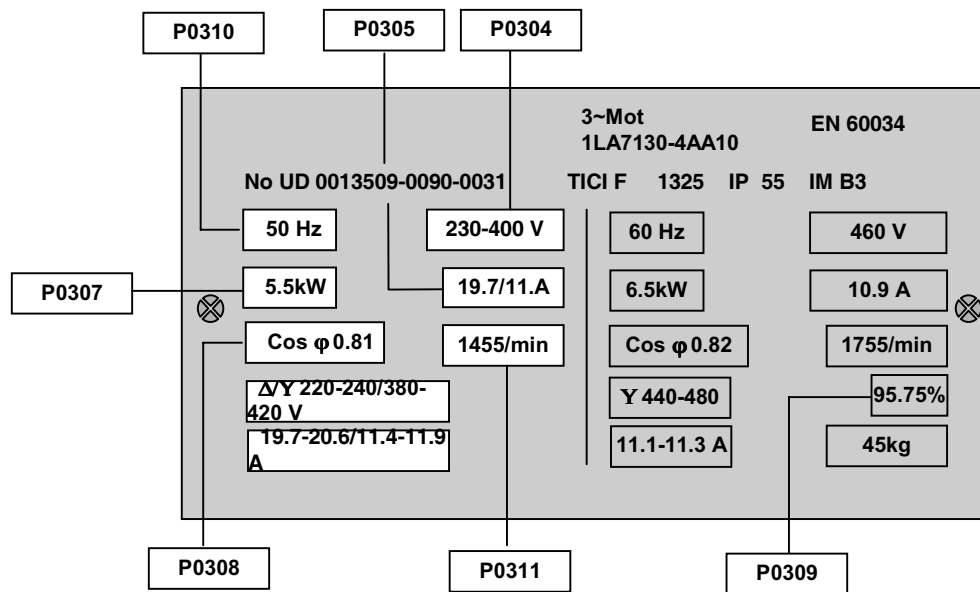 P0310
P0305
P0304
3~Mot
1LA7130-4AA10
EN 60034
No UD 0013509-0090-0031
TICI F 1325 IP 55 IM B3
50 Hz
230-400 V
60 Hz
460 V
P0307
5.5kW
19.7/11.A
6.5kW
10.9 A
Cos φ 0.81
1455/min
Cos φ 0.82
1755/min
Δ/Y 220-240/380-
420 V
Y 440-480
95.75%
19.7-20.6/11.4-11.9
A
11.1-11.3 A
45kg
P0308
P0311
P0309